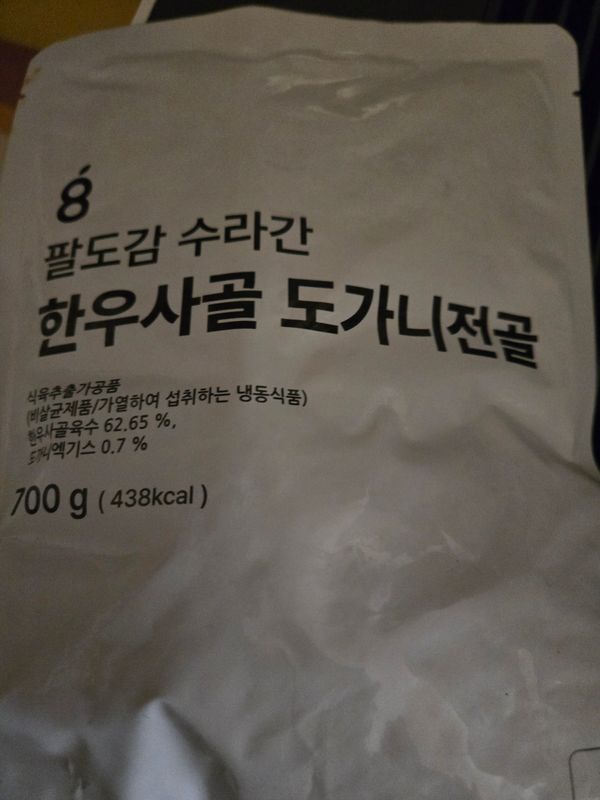 팔도감 수라간
한우사골 도가니전골
식육추출가공품
(비살균제품/가열하여 섭취하는 냉동식품)
한우사골육수 62.65 %,
도가니엑기스 0.7 %
700 g ( 438kcal )